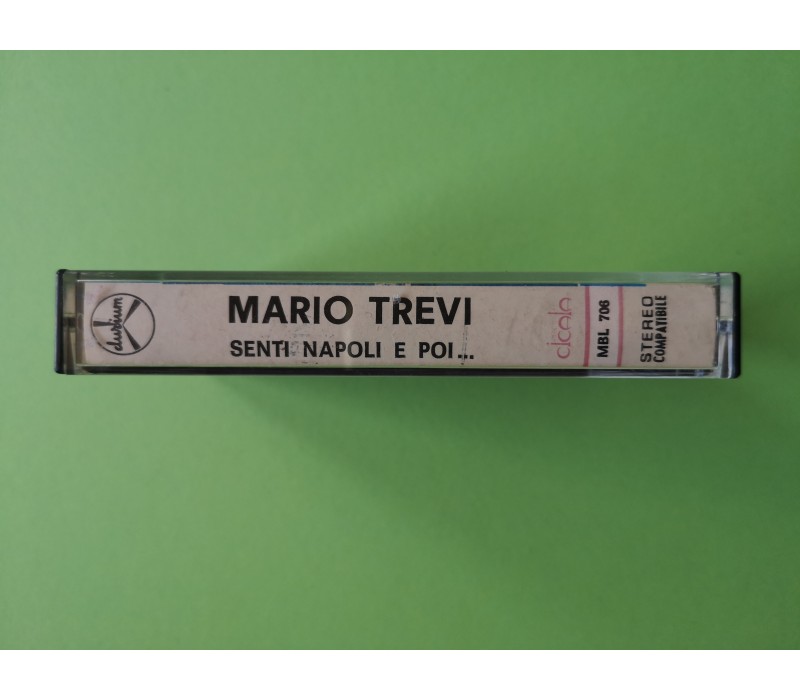 durium
MARIO TREVI
SENTI NAPOLI E POI...
cicala
MBL 706
STEREO
COMPATIBILE